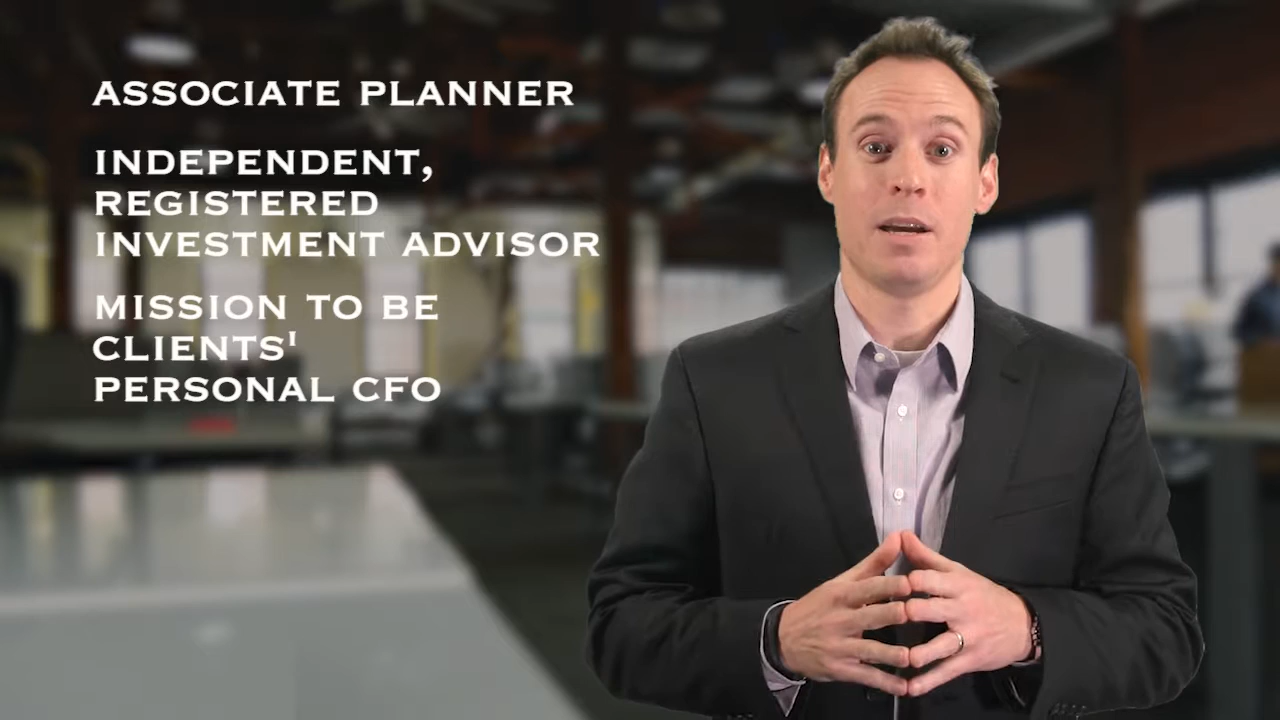 ASSOCIATE PLANNER
INDEPENDENT,
REGISTERED
INVESTMENT ADVISOR
MISSION TO BE
CLIENTS'
PERSONAL CFO